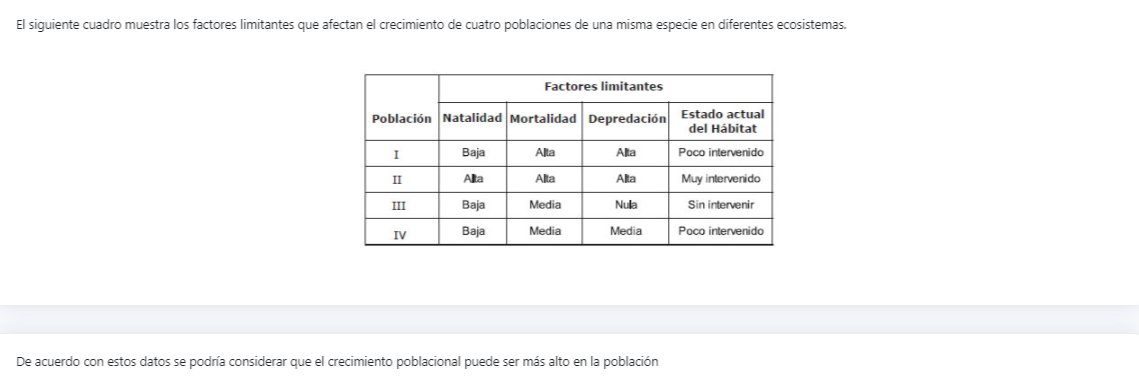 El siguiente cuadro muestra los factores limitantes que afectan el crecimiento de cuatro poblaciones de una misma especie en diferentes ecosistemas.
Factores limitantes
Población Natalidad Mortalidad Depredación Estado actual del Hábitat
I Baja Alta Alta Poco intervenido
II Alta Alta Alta Muy intervenido
III Baja Media Nula Sin intervenir
IV Baja Media Media Poco intervenido
De acuerdo con estos datos se podría considerar que el crecimiento poblacional puede ser más alto en la población